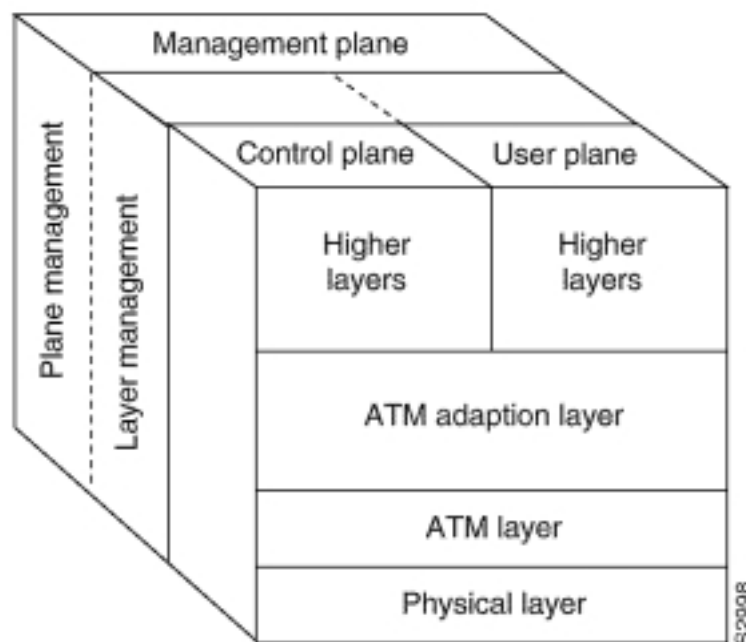 Management plane
Control plane
User plane
Plane management
Layer management
Higher
layers
Higher
layers
ATM adaption layer
ATM layer
Physical layer